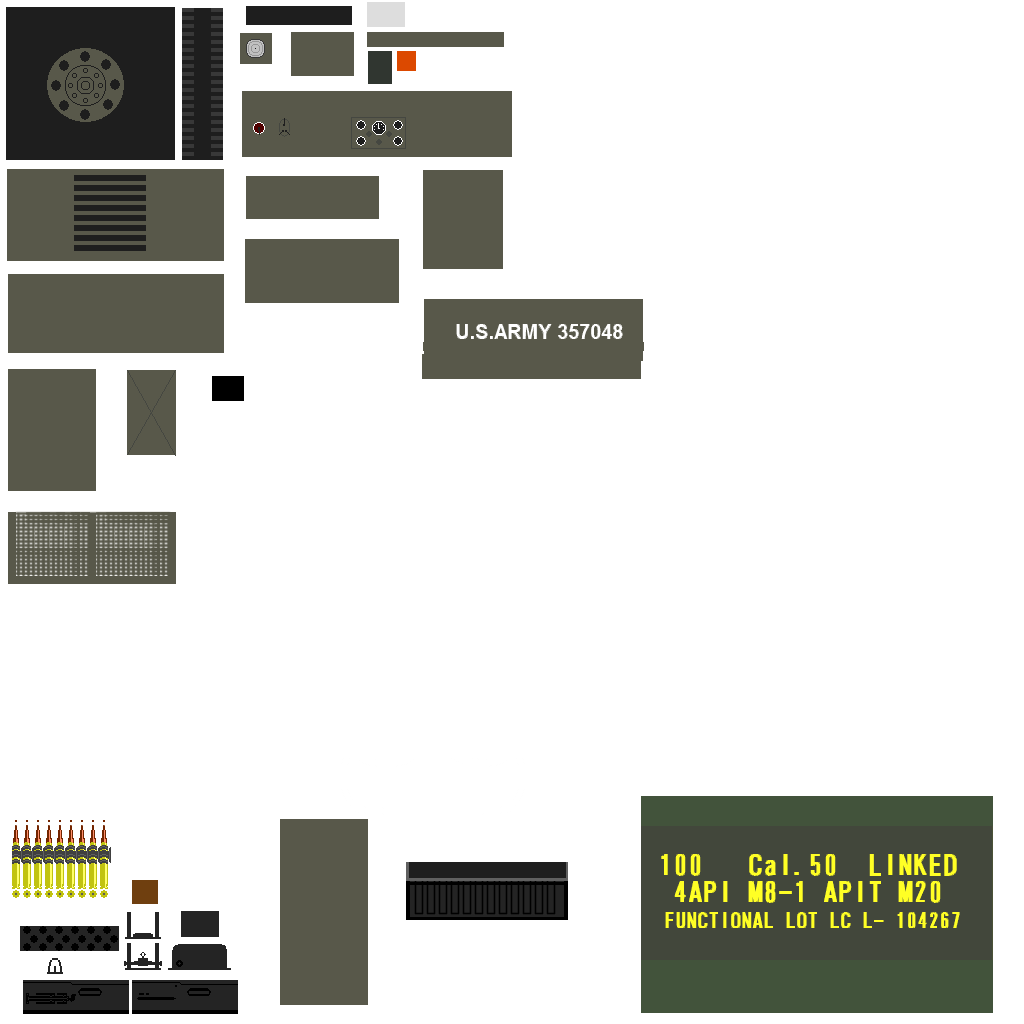 U.S.ARMY 357048
100 Cal.50 LINKED
4API M8-1 APIT M20
FUNCTIONAL LOT LC L- 104267